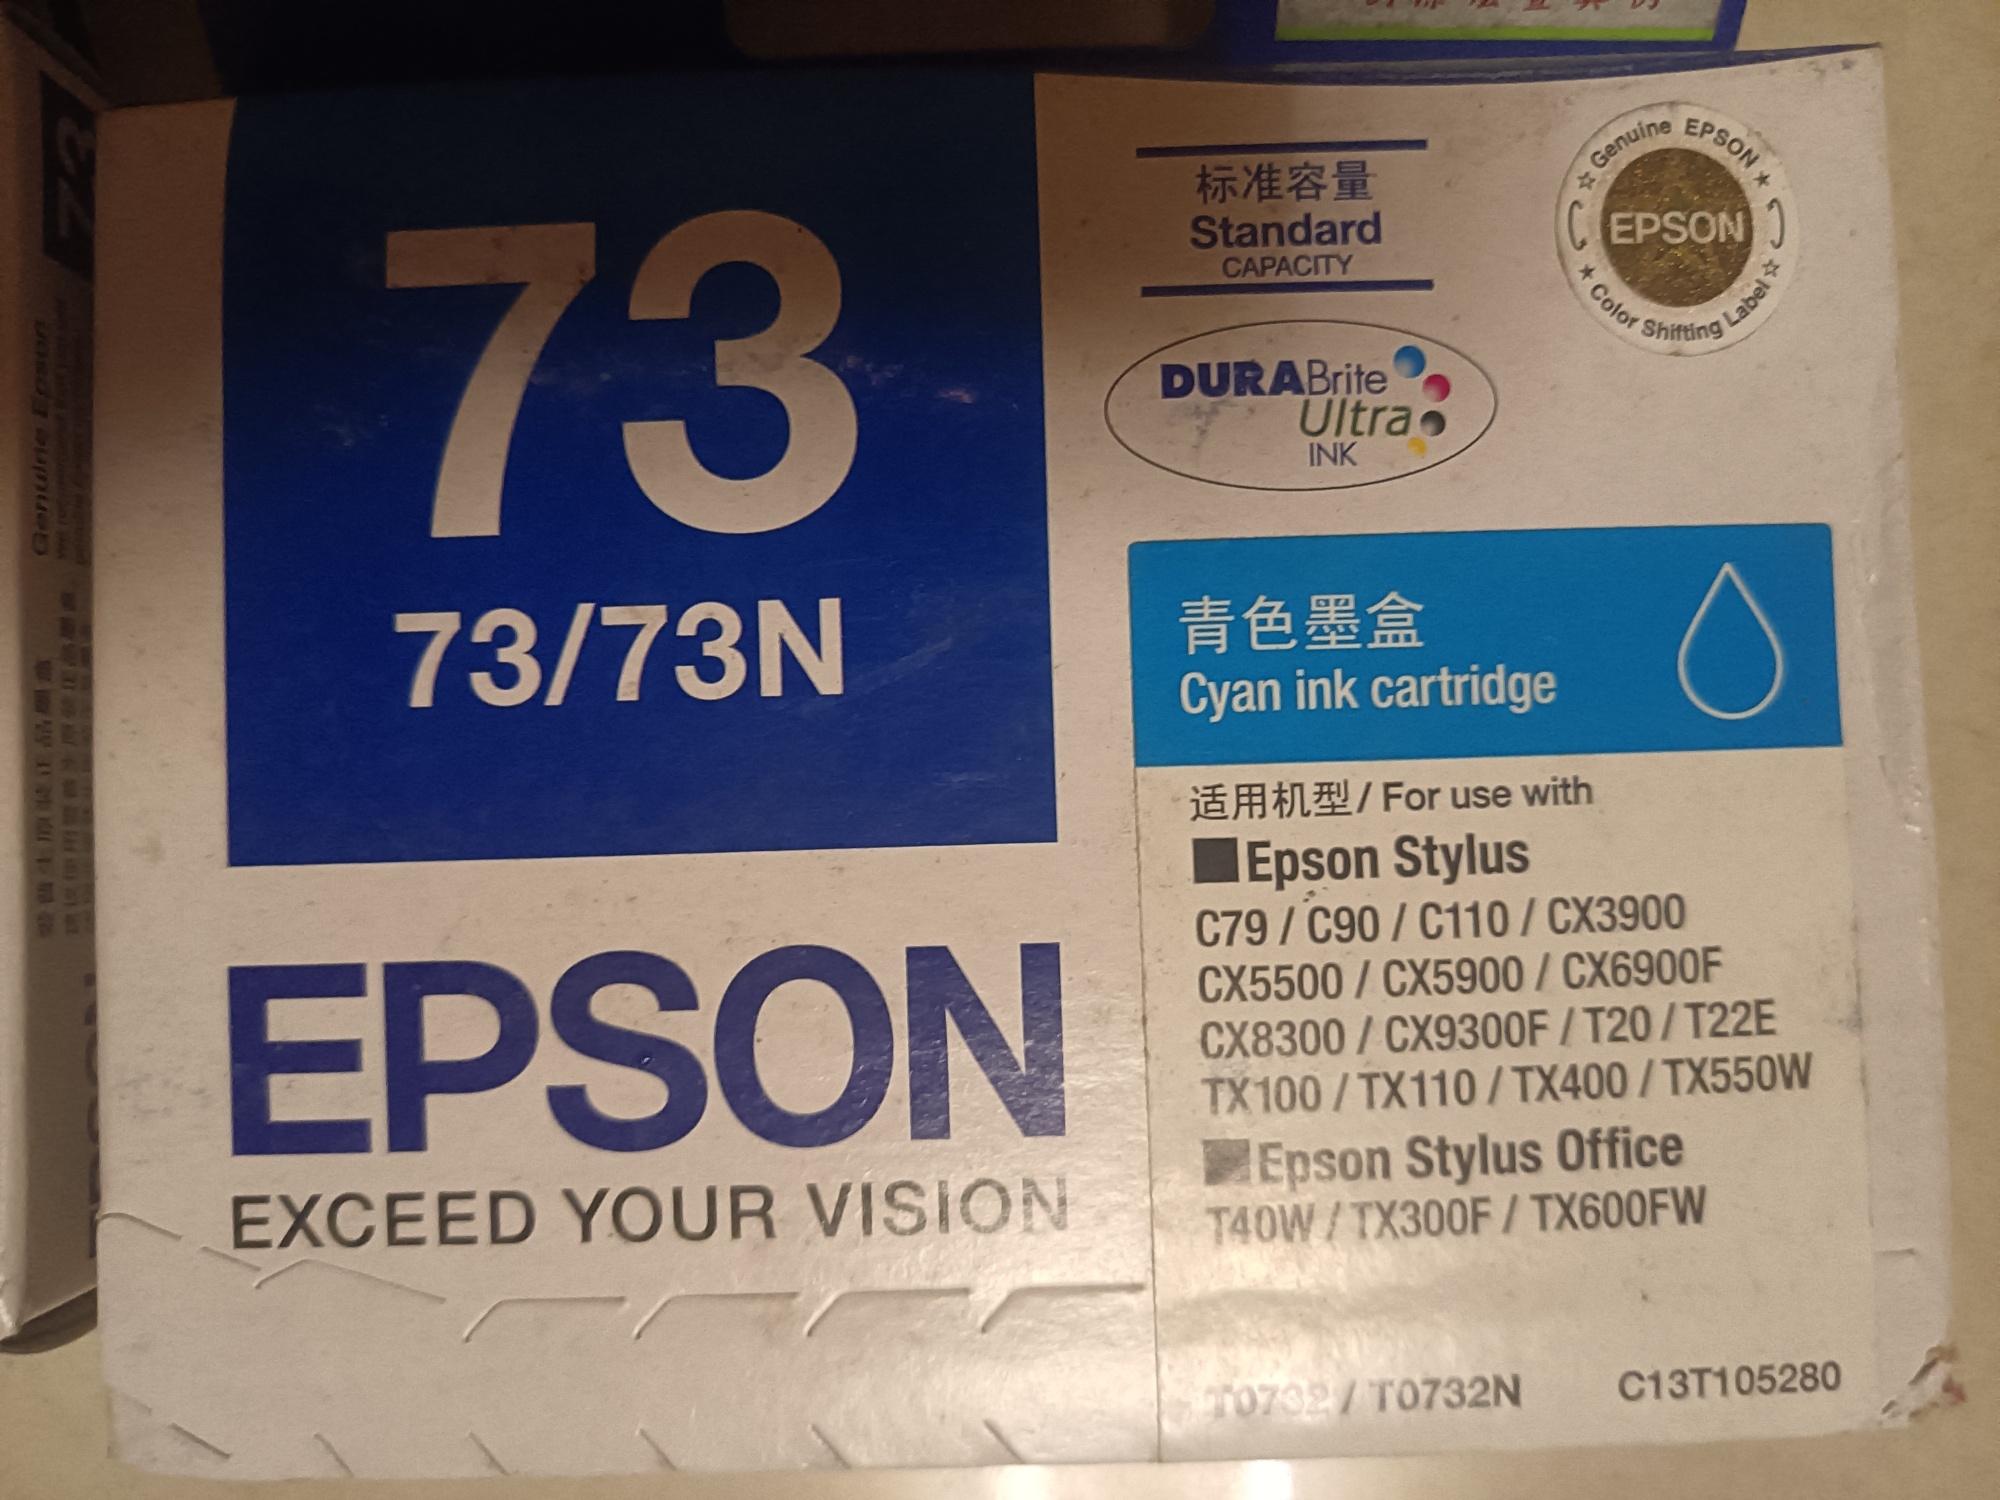 73
73/73N
EPSON
EXCEED YOUR VISION
标准容量
Standard
CAPACITY
Genuine EPSON
EPSON
Color Shifting Label
DURABrite
Ultra
INK
青色墨盒
Cyan ink cartridge
适用机型 / For use with
Epson Stylus
C79 / C90 / C110 / CX3900
CX5500 / CX5900 / CX6900F
CX8300 / CX9300F / T20 / T22E
TX100 / TX110 / TX400 / TX550W
Epson Stylus Office
T40W / TX300F / TX600FW
T0732 / T0732N
C13T105280
73
Genuine Epson